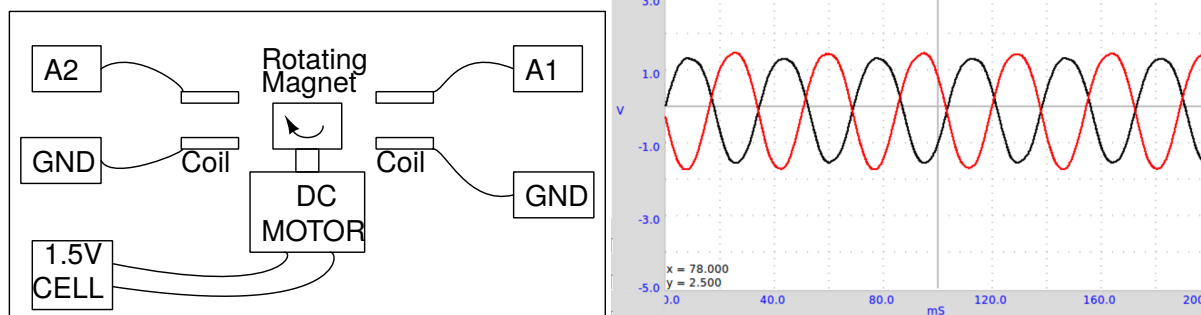 A2
Rotating
Magnet
A1
GND
Coil
Coil
GND
DC
MOTOR
1.5V
CELL
3.0
1.0
V
-1.0
-3.0
-5.0
x = 78.000
y = 2.500
0.0
40.0
80.0
120.0
160.0
200
mS